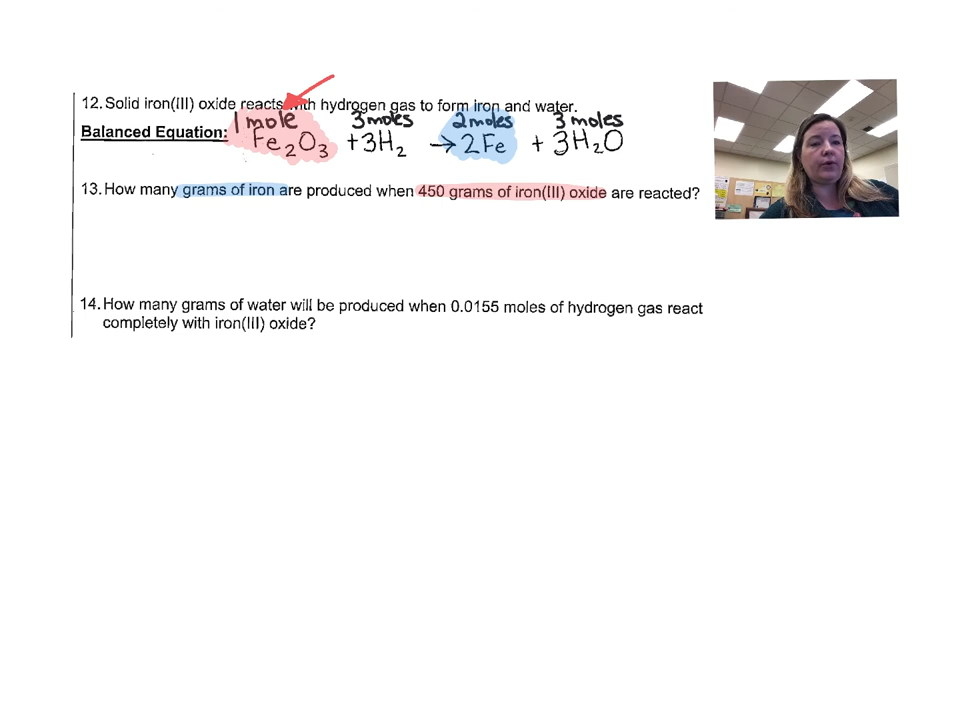 12. Solid iron(III) oxide reacts with hydrogen gas to form iron and water.
1 mole 3 moles 2 moles 3 moles
Balanced Equation: Fe2O3 +3H2 → 2Fe + 3H2O
13. How many grams of iron are produced when 450 grams of iron(III) oxide are reacted?
14. How many grams of water will be produced when 0.0155 moles of hydrogen gas react
completely with iron(III) oxide?